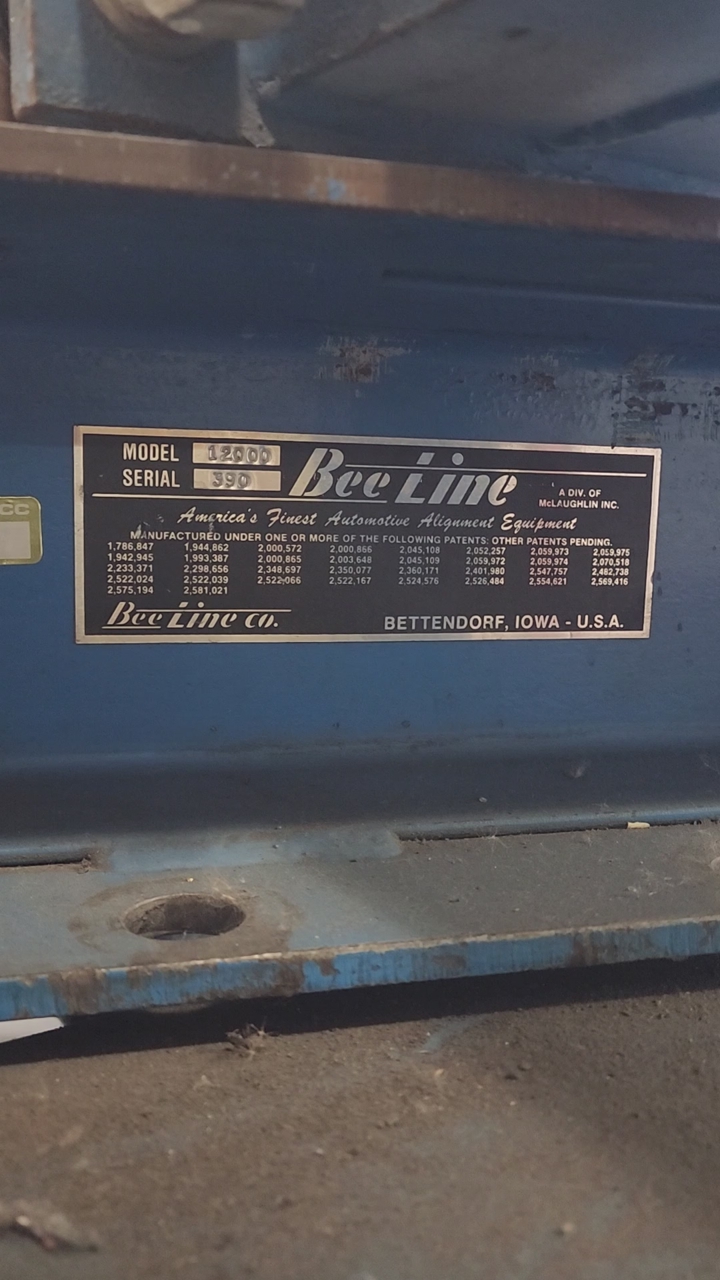 CC
MODEL 12000
SERIAL 390
Bee Line
A DIV. OF
McLAUGHLIN INC.
America's Finest Automotive Alignment Equipment
MANUFACTURED UNDER ONE OR MORE OF THE FOLLOWING PATENTS: OTHER PATENTS PENDING.
1,786,847 1,944,862 2,000,572 2,000,866 2,045,108 2,052,257 2,059,973 2,059,975
1,942,945 1,993,387 2,000,865 2,003,648 2,045,109 2,059,972 2,059,974 2,070,518
2,233,371 2,298,656 2,348,697 2,350,077 2,360,171 2,401,980 2,547,757 2,482,738
2,522,024 2,522,039 2,522,066 2,522,167 2,524,576 2,526,484 2,554,621 2,569,416
2,575,194 2,581,021
Bee Line co.
BETTENDORF, IOWA - U.S.A.